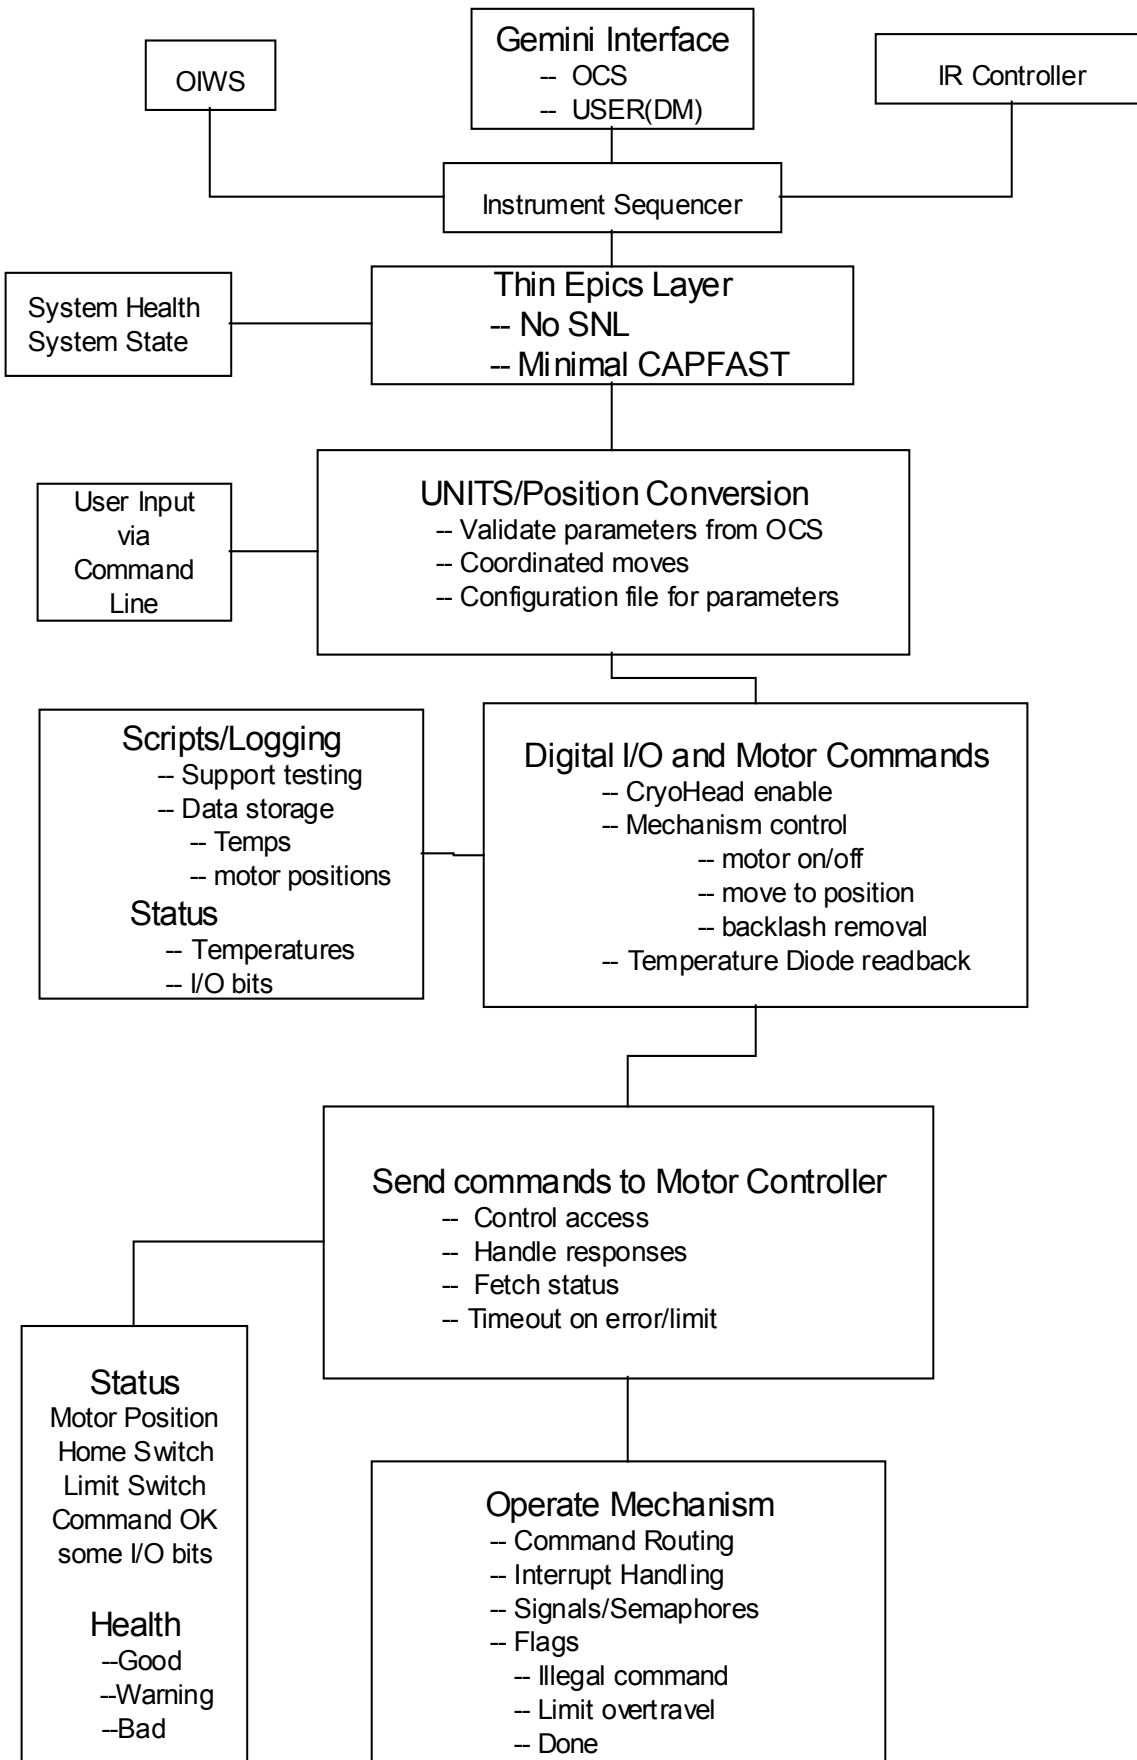 Gemini Interface
-- OCS
-- USER(DM)
OIWS
IR Controller
Instrument Sequencer
System Health
System State
Thin Epics Layer
-- No SNL
-- Minimal CAPFAST
User Input
via
Command
Line
UNITS/Position Conversion
-- Validate parameters from OCS
-- Coordinated moves
-- Configuration file for parameters
Scripts/Logging
-- Support testing
-- Data storage
-- Temps
-- motor positions
Status
-- Temperatures
-- I/O bits
Digital I/O and Motor Commands
-- CryoHead enable
-- Mechanism control
-- motor on/off
-- move to position
-- backlash removal
-- Temperature Diode readback
Send commands to Motor Controller
-- Control access
-- Handle responses
-- Fetch status
-- Timeout on error/limit
Status
Motor Position
Home Switch
Limit Switch
Command OK
some I/O bits
Health
--Good
--Warning
--Bad
Operate Mechanism
-- Command Routing
-- Interrupt Handling
-- Signals/Semaphores
-- Flags
-- Illegal command
-- Limit overtravel
-- Done